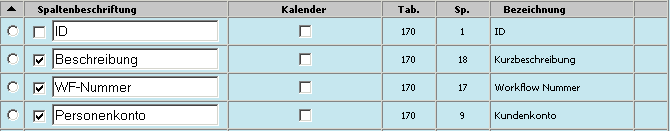 Spaltenbeschriftung Kalender Tab. Sp. Bezeichnung
ID 170 1 ID
Beschreibung 170 18 Kurzbeschreibung
WF-Nummer 170 17 Workflow Nummer
Personenkonto 170 9 Kundenkonto